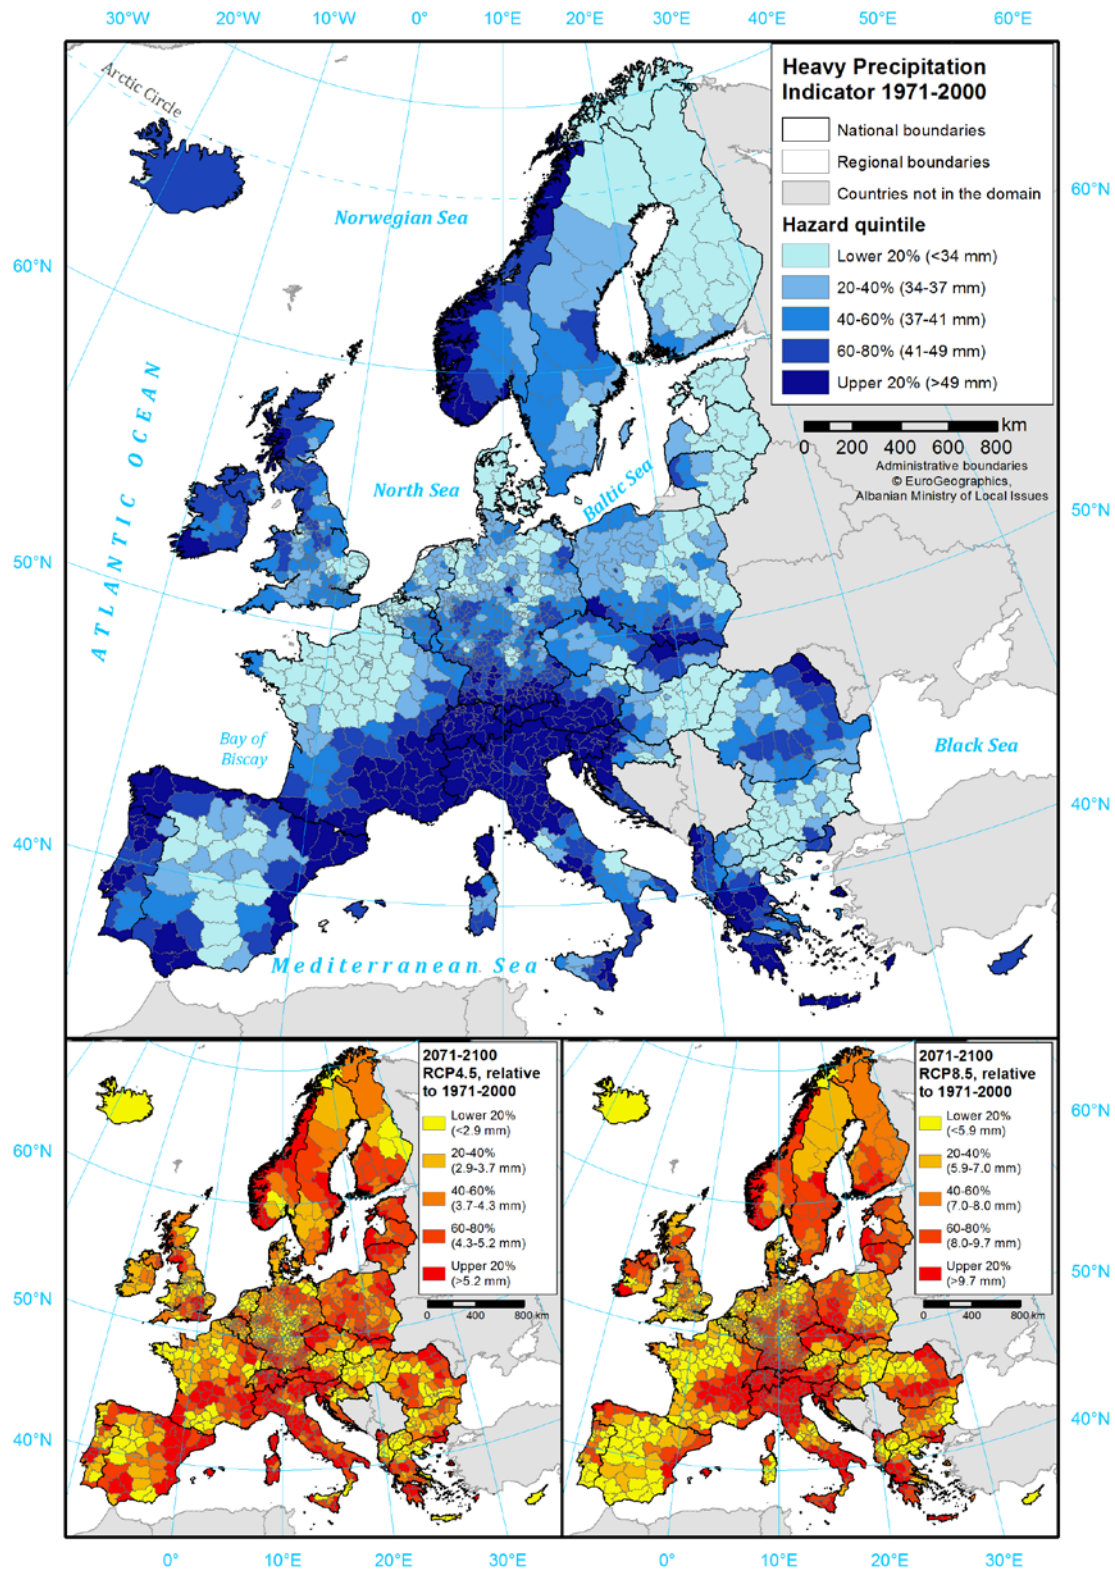 30°W 20°W 10°W 0° 10°E 20°E 30°E 40°E 50°E 60°E
Arctic Circle
Heavy Precipitation
Indicator 1971-2000
National boundaries
Regional boundaries
Countries not in the domain
Hazard quintile
Lower 20% (<34 mm)
20-40% (34-37 mm)
40-60% (37-41 mm)
60-80% (41-49 mm)
Upper 20% (>49 mm)
km
0 200 400 600 800
Administrative boundaries
© EuroGeographics,
Albanian Ministry of Local Issues
60°N
60°N
50°N
50°N
40°N
40°N
Norwegian Sea
ATLANTIC OCEAN
North Sea
Baltic Sea
Bay of
Biscay
Black Sea
Mediterranean Sea
2071-2100
RCP4.5, relative
to 1971-2000
Lower 20%
(<2.9 mm)
20-40%
(2.9-3.7 mm)
40-60%
(3.7-4.3 mm)
60-80%
(4.3-5.2 mm)
Upper 20%
(>5.2 mm)
0 400 800 km
2071-2100
RCP8.5, relative
to 1971-2000
Lower 20%
(<5.9 mm)
20-40%
(5.9-7.0 mm)
40-60%
(7.0-8.0 mm)
60-80%
(8.0-9.7 mm)
Upper 20%
(>9.7 mm)
0 400 800 km
60°N
60°N
50°N
50°N
40°N
40°N
0° 10°E 20°E 30°E 0° 10°E 20°E 30°E